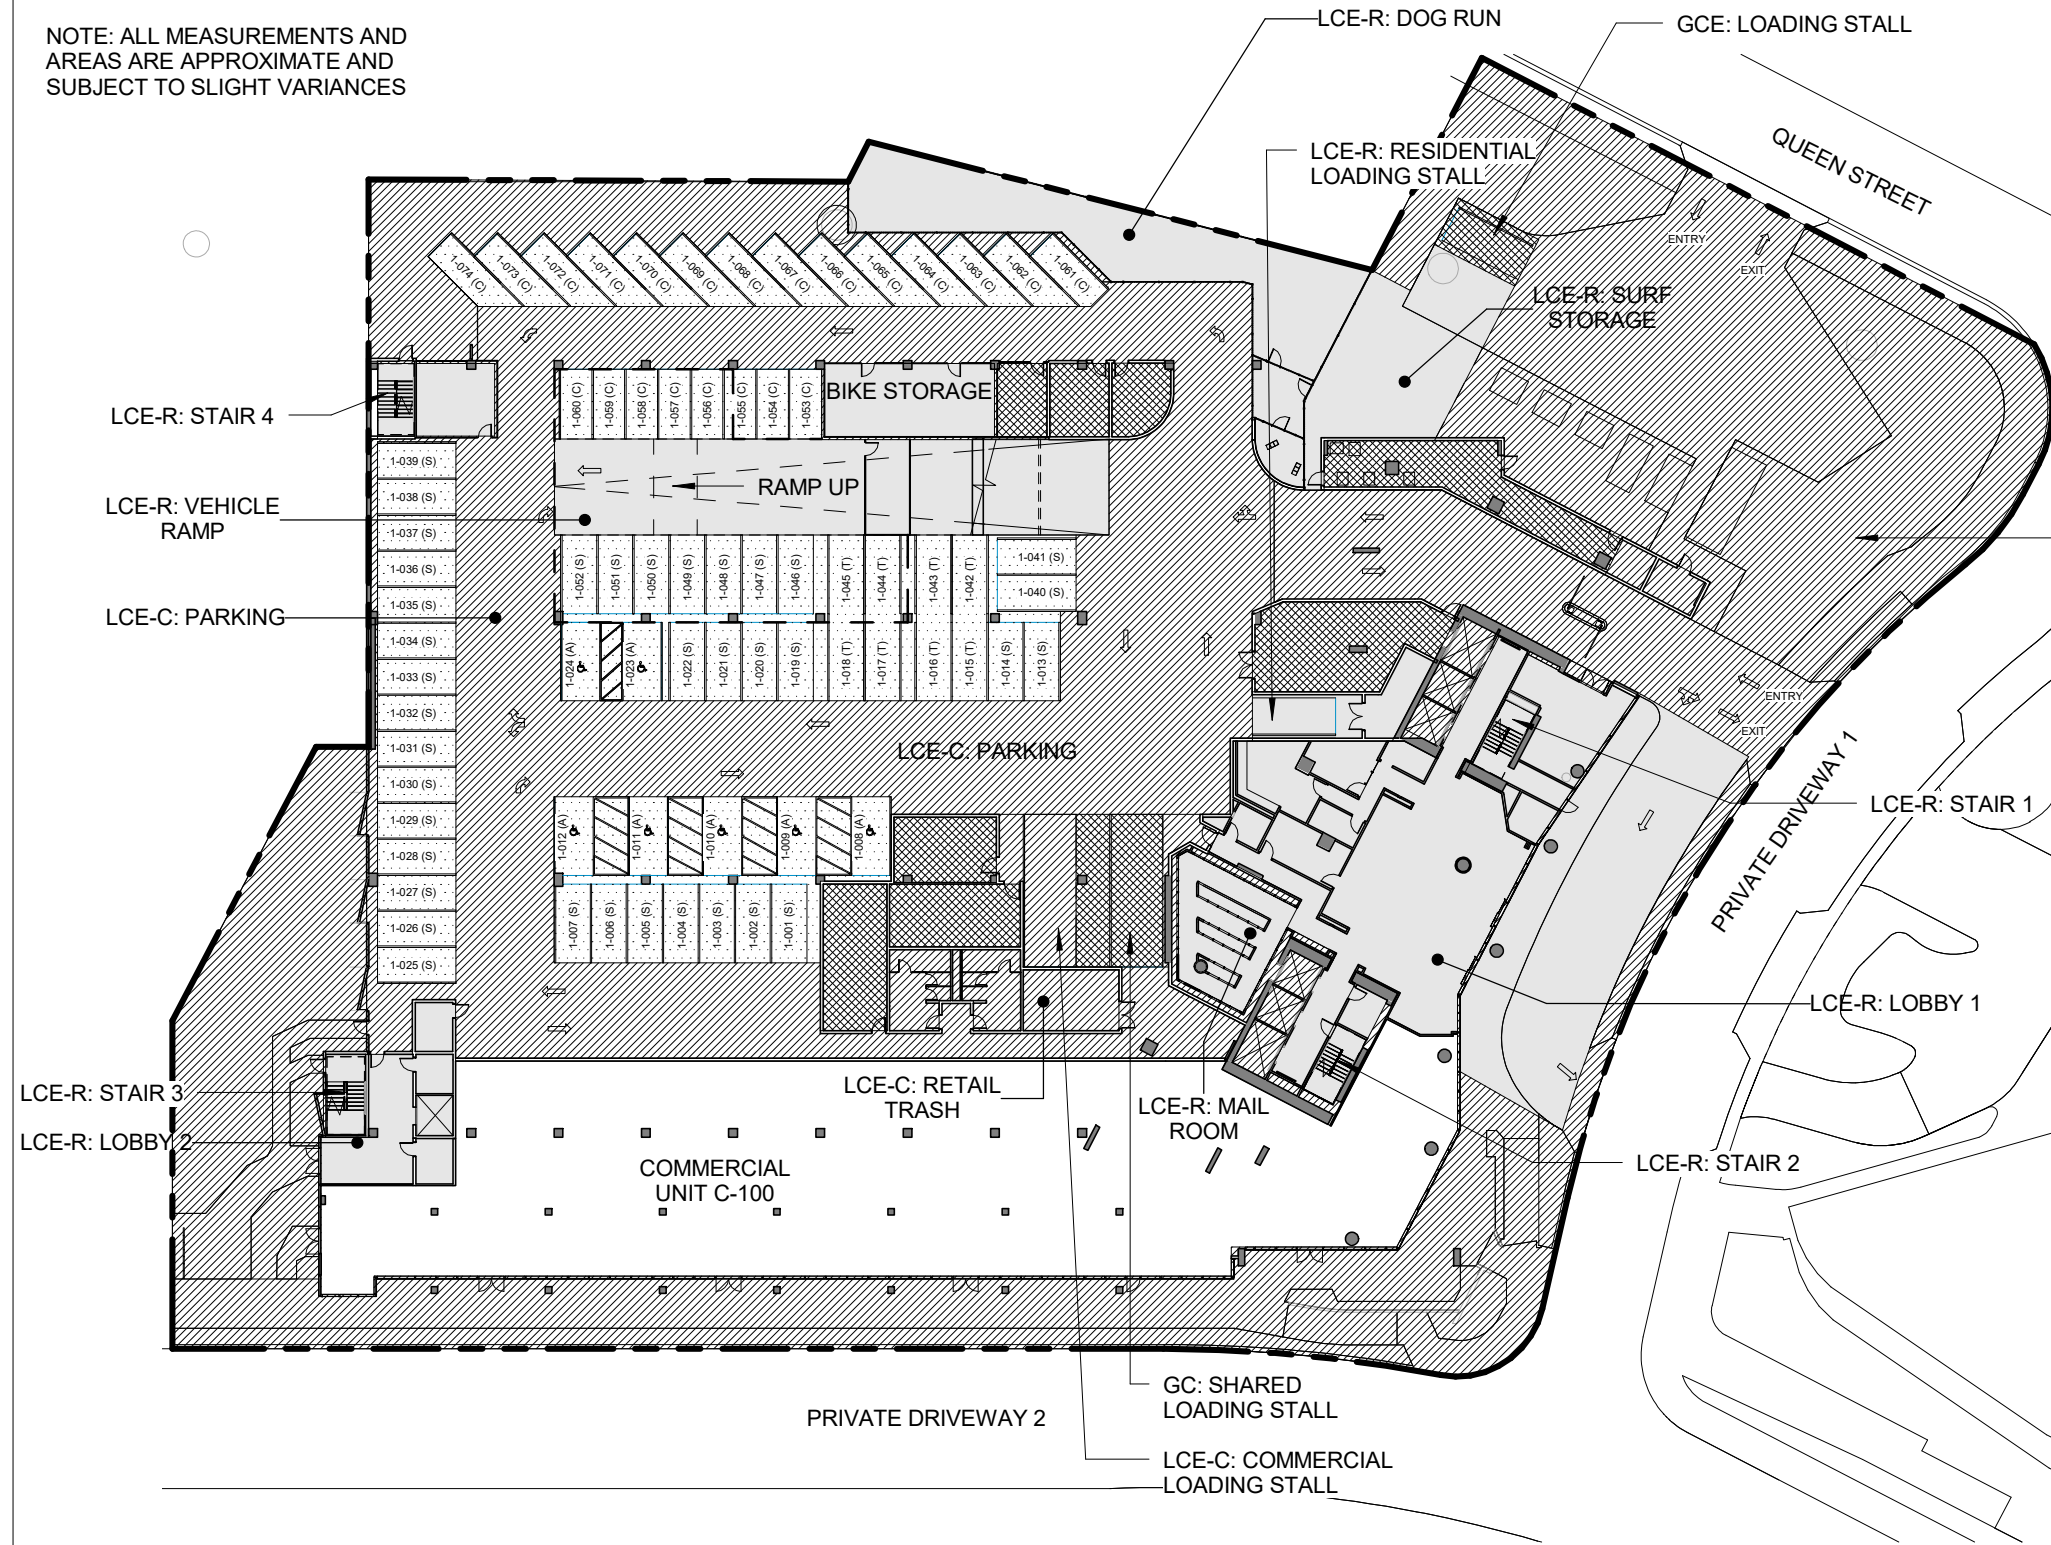 NOTE: ALL MEASUREMENTS AND
AREAS ARE APPROXIMATE AND
SUBJECT TO SLIGHT VARIANCES
LCE-R: DOG RUN
GCE: LOADING STALL
LCE-R: RESIDENTIAL
LOADING STALL
QUEEN STREET
ENTRY
EXIT
LCE-R: SURF
STORAGE
1-074 (C)
1-073 (C)
1-072 (C)
1-071 (C)
1-070 (C)
1-069 (C)
1-068 (C)
1-067 (C)
1-066 (C)
1-065 (C)
1-064 (C)
1-063 (C)
1-062 (C)
1-061 (C)
1-060 (C)
1-059 (C)
1-058 (C)
1-057 (C)
1-056 (C)
1-055 (C)
1-054 (C)
1-053 (C)
BIKE STORAGE
LCE-R: STAIR 4
RAMP UP
LCE-R: VEHICLE
RAMP
LCE-C: PARKING
1-039 (S)
1-038 (S)
1-037 (S)
1-036 (S)
1-035 (S)
1-034 (S)
1-033 (S)
1-032 (S)
1-031 (S)
1-030 (S)
1-029 (S)
1-028 (S)
1-027 (S)
1-026 (S)
1-025 (S)
1-052 (S)
1-051 (S)
1-050 (S)
1-049 (S)
1-048 (S)
1-047 (S)
1-046 (S)
1-045 (T)
1-044 (T)
1-043 (T)
1-042 (T)
1-041 (S)
1-040 (S)
1-024 (A)
1-023 (A)
1-022 (S)
1-021 (S)
1-020 (S)
1-019 (S)
1-018 (T)
1-017 (T)
1-016 (T)
1-015 (T)
1-014 (S)
1-013 (S)
ENTRY
EXIT
LCE-C: PARKING
PRIVATE DRIVEWAY 1
LCE-R: STAIR 1
1-012 (A)
1-011 (A)
1-010 (A)
1-009 (A)
1-008 (A)
1-007 (S)
1-006 (S)
1-005 (S)
1-004 (S)
1-003 (S)
1-002 (S)
1-001 (S)
LCE-R: LOBBY 1
LCE-R: STAIR 3
LCE-R: LOBBY 2
LCE-C: RETAIL
TRASH
LCE-R: MAIL
ROOM
COMMERCIAL
UNIT C-100
LCE-R: STAIR 2
GC: SHARED
LOADING STALL
PRIVATE DRIVEWAY 2
LCE-C: COMMERCIAL
LOADING STALL